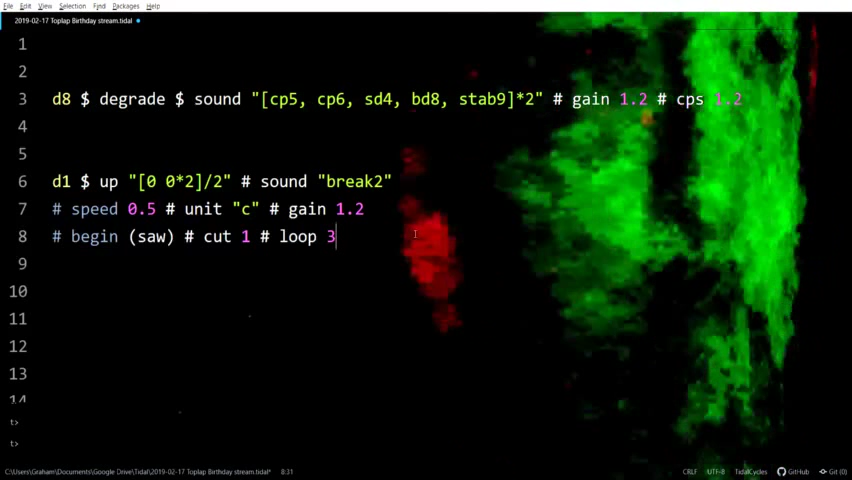 File Edit View Selection Find Packages Help
2019-02-17 Toplap Birthday stream.tidal
1
2
3 d8 $ degrade $ sound "[cp5, cp6, sd4, bd8, stab9]*2" # gain 1.2 # cps 1.2
4
5
6 d1 $ up "[0 0*2]/2" # sound "break2"
7 # speed 0.5 # unit "c" # gain 1.2
8 # begin (saw) # cut 1 # loop 3
9
10
11
12
13
14
t>
t>
C:\Users\Graham\Documents\Google Drive\Tidal\2019-02-17 Toplap Birthday stream.tidal* 8:31 CRLF UTF-8 TidalCycles GitHub Git (0)